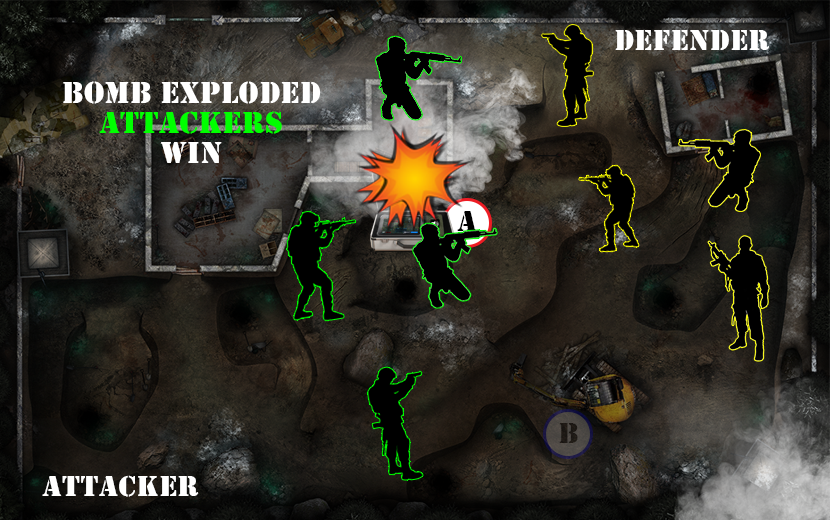 DEFENDER
BOMB EXPLODED
ATTACKERS
WIN
A
B
ATTACKER